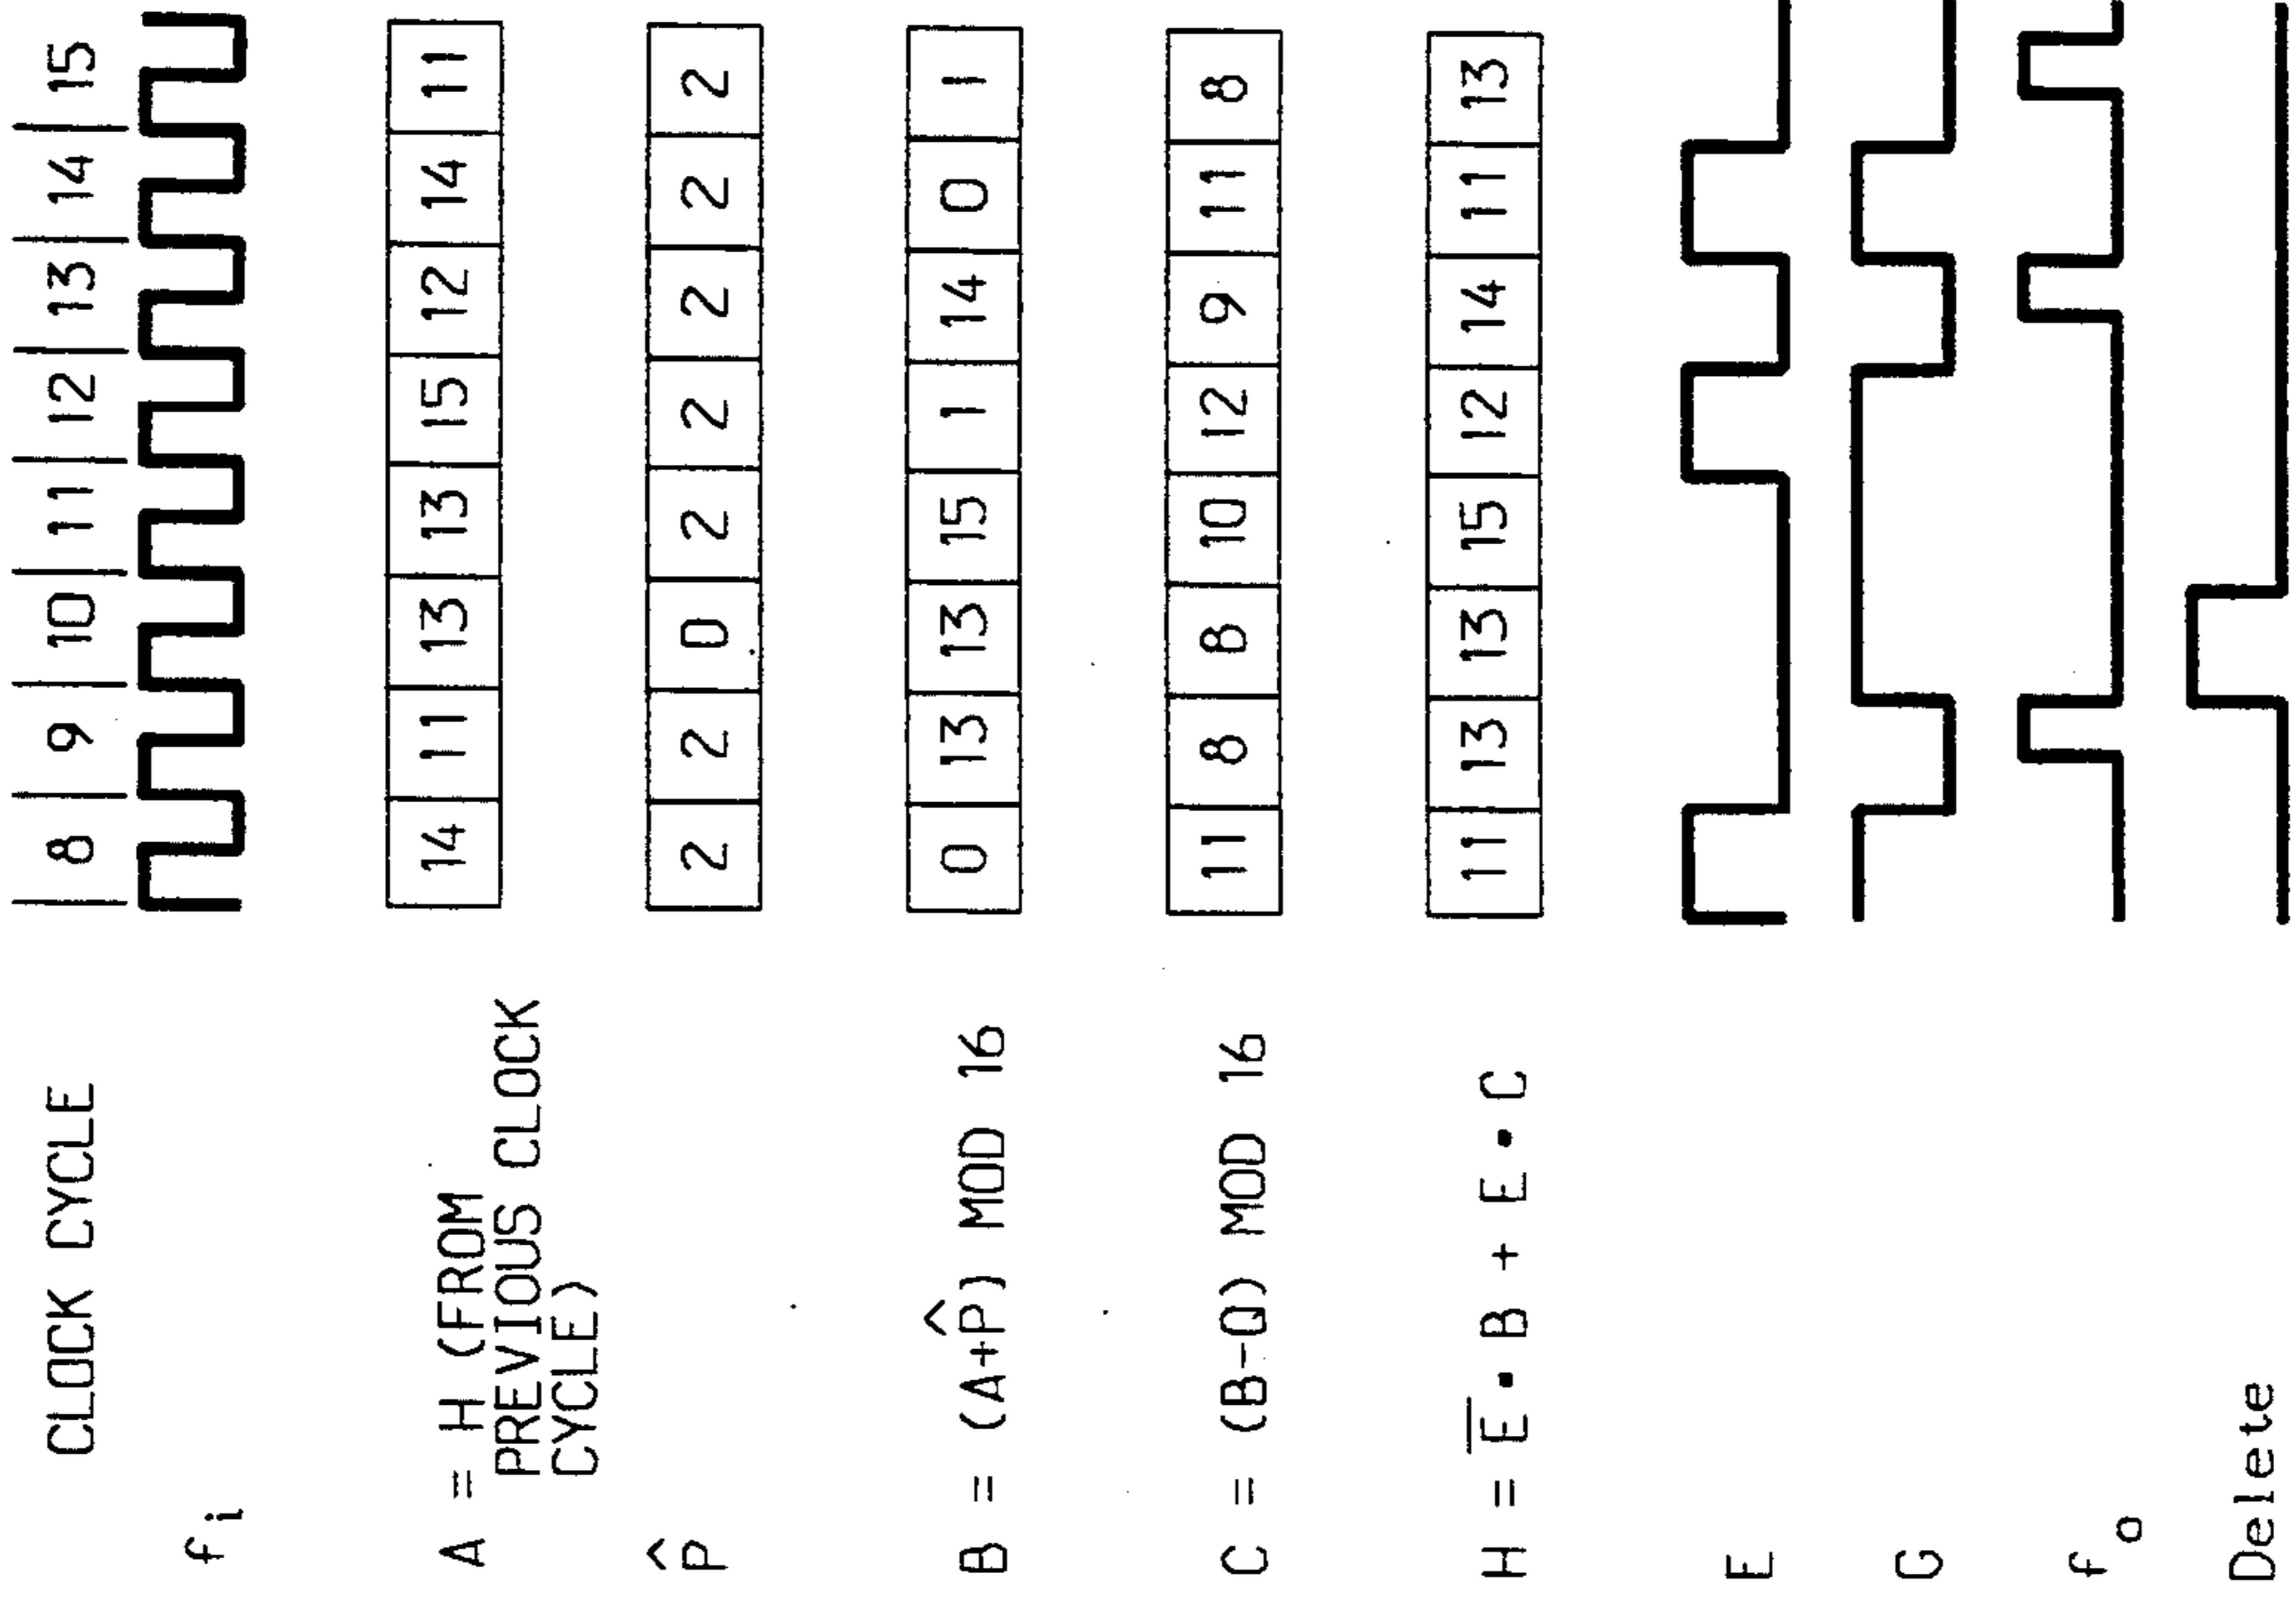 CLOCK CYCLE | 8 | 9 | 10 | 11 | 12 | 13 | 14 | 15
f i
A = H (FROM 14 11 13 13 15 12 14 11
PREVIOUS CLOCK
CYCLE)
P̂ 2 2 0 2 2 2 2 2
B = (A+P̂) MOD 16 0 13 13 15 1 14 0 1
C = (B-Q) MOD 16 11 8 8 10 12 9 11 8
H = E̅ • B + E • C 11 13 13 15 12 14 11 13
E
G
f o
Delete